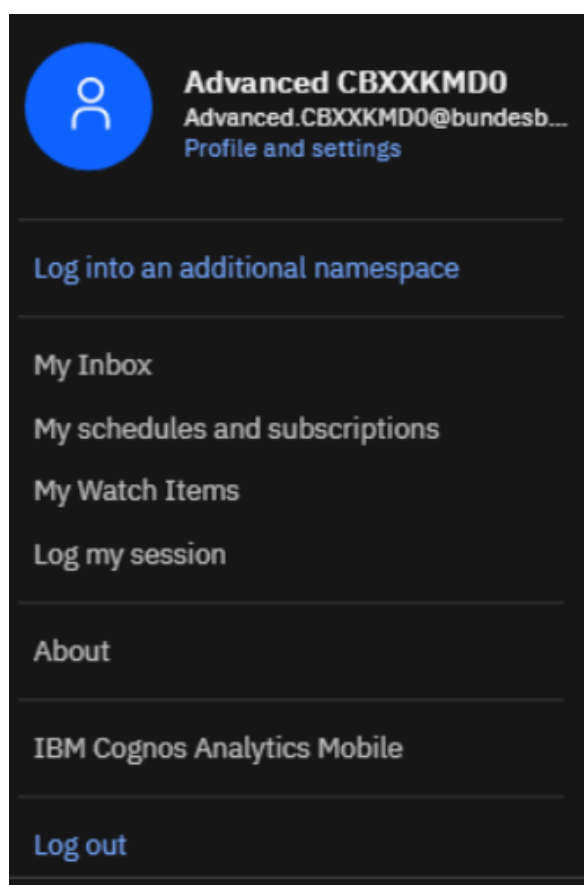 Advanced CBXXKMD0
Advanced.CBXXKMD0@bundesb...
Profile and settings
Log into an additional namespace
My Inbox
My schedules and subscriptions
My Watch Items
Log my session
About
IBM Cognos Analytics Mobile
Log out